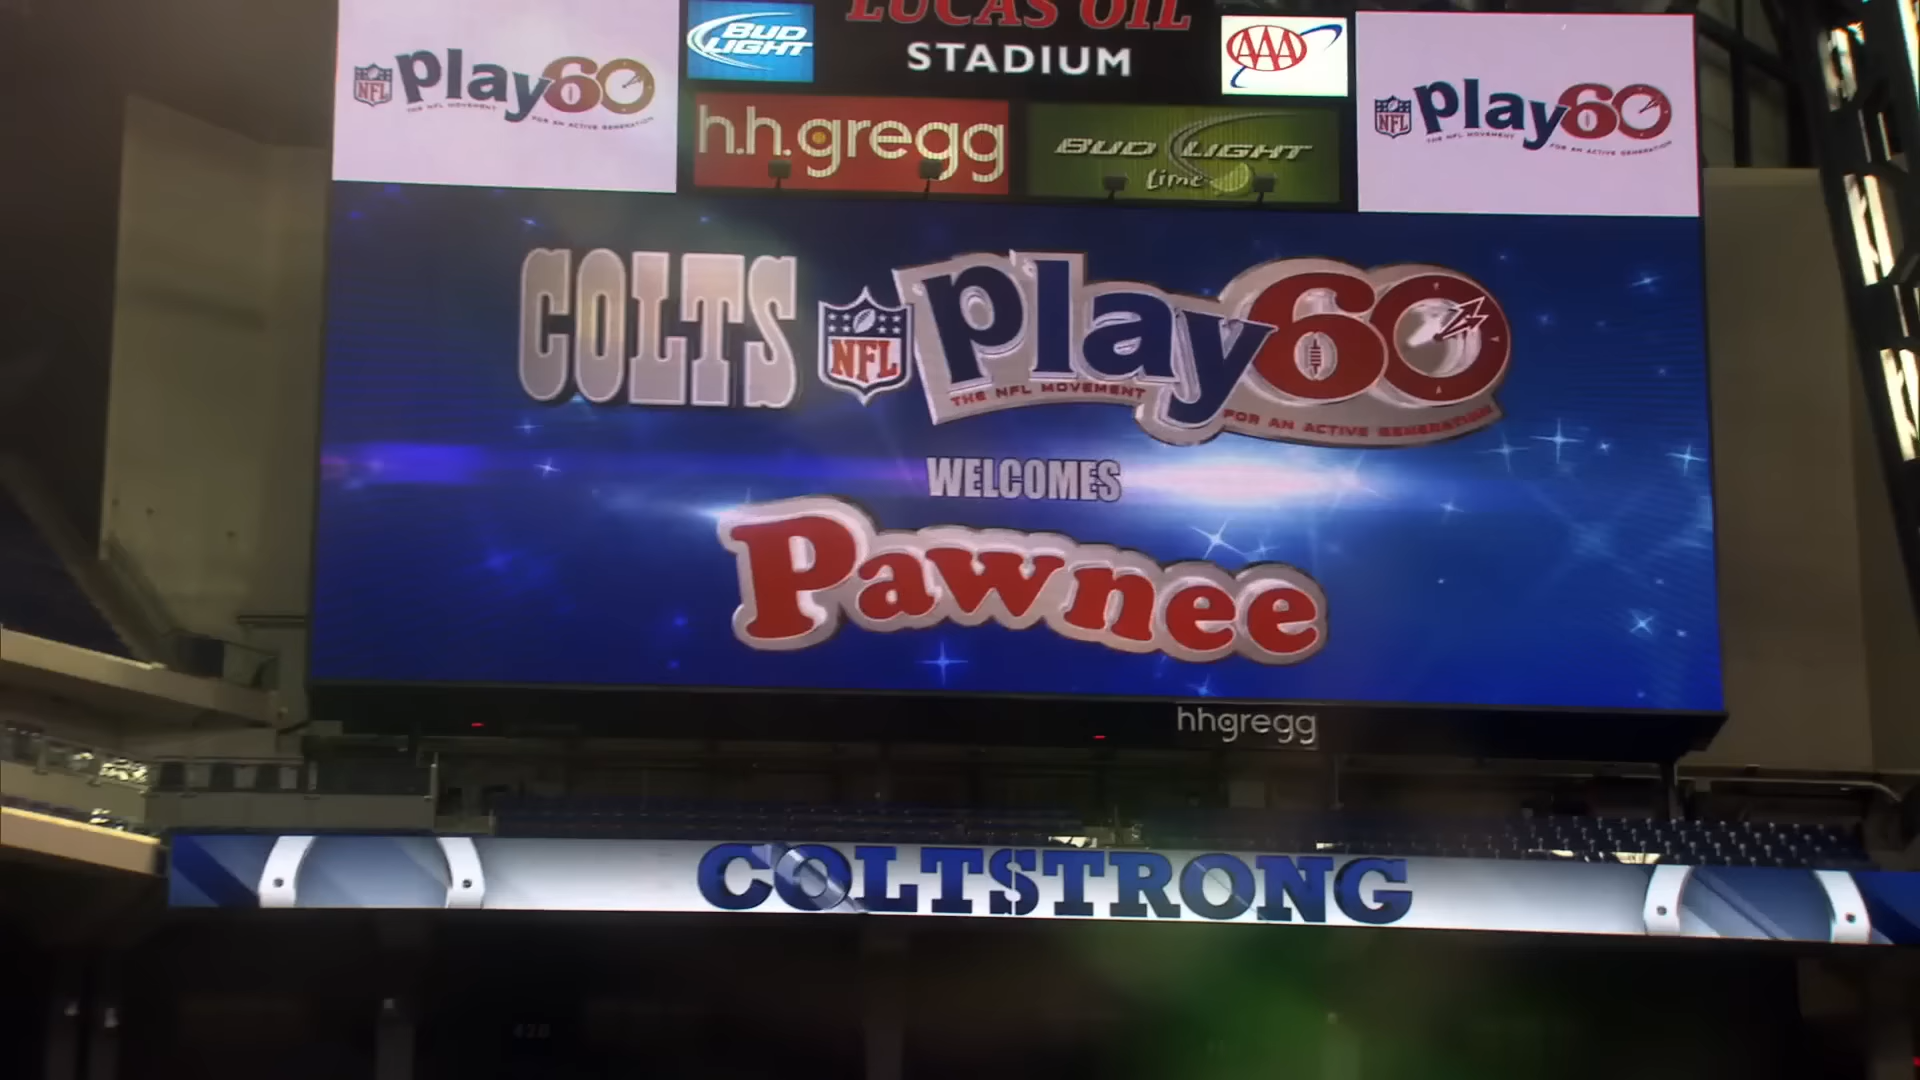 LUCAS OIL
STADIUM
BUD LIGHT
AAA
NFL play60
THE NFL MOVEMENT FOR AN ACTIVE GENERATION
h.h.gregg
BUD LIGHT
Lime
NFL play60
THE NFL MOVEMENT FOR AN ACTIVE GENERATION
COLTS NFL play60
THE NFL MOVEMENT FOR AN ACTIVE GENERATION
WELCOMES
Pawnee
hhgregg
COLTSTRONG